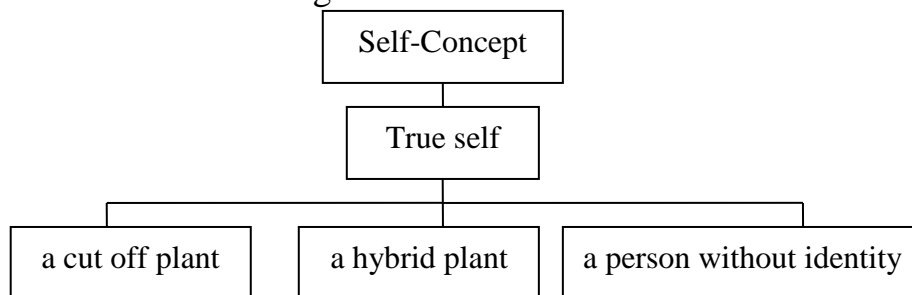 Self-Concept
True self
a cut off plant
a hybrid plant
a person without identity